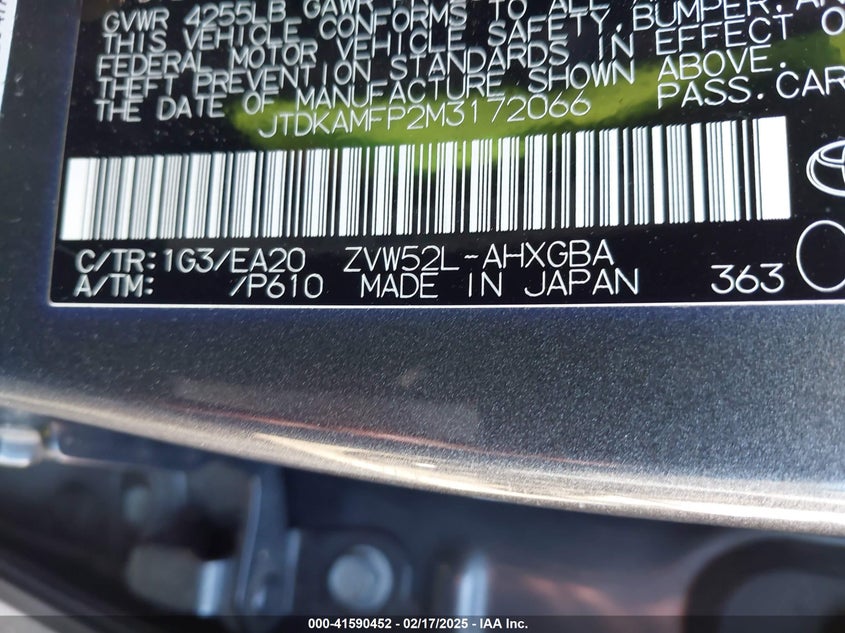 GVWR 4255LB GAWR
THIS VEHICLE CONFORMS TO ALL
FEDERAL MOTOR VEHICLE SAFETY, BUMPER, AN
THEFT PREVENTION STANDARDS IN EFFECT O
THE DATE OF MANUFACTURE SHOWN ABOVE.
JTDKAMFP2M3172066 PASS. CAR
C/TR: 1G3/EA20 ZVW52L-AHXGBA
A/TM: /P610 MADE IN JAPAN 363
000-41590452 / 02/17/2025 - IAA Inc.